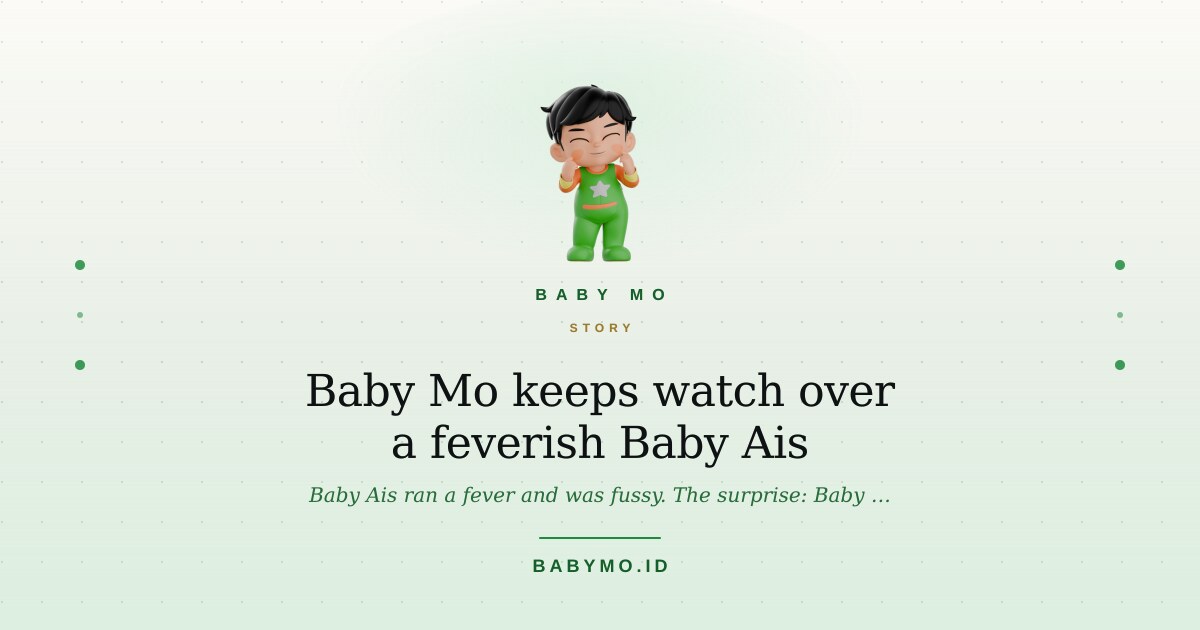 BABY MO
STORY
Baby Mo keeps watch over
a feverish Baby Ais
Baby Ais ran a fever and was fussy. The surprise: Baby ...
BABYMO.ID